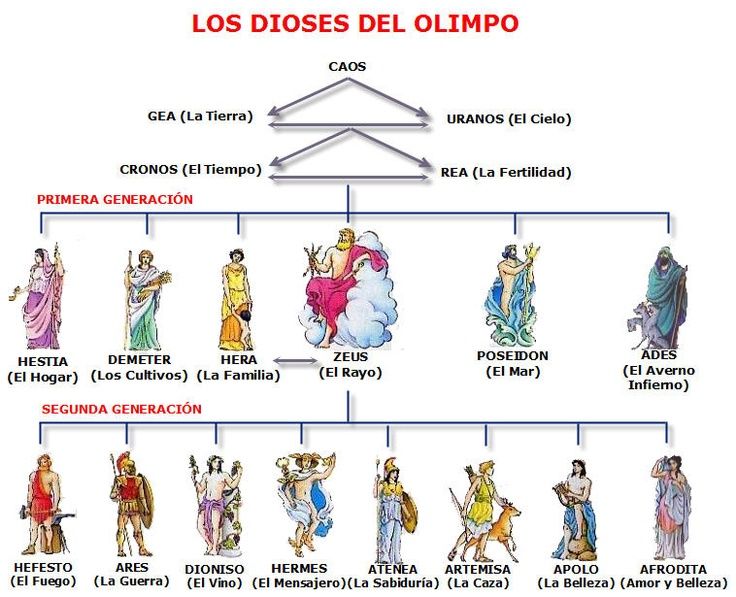 LOS DIOSES DEL OLIMPO
CAOS
GEA (La Tierra)
URANOS (El Cielo)
CRONOS (El Tiempo)
REA (La Fertilidad)
PRIMERA GENERACIÓN
HESTIA
(El Hogar)
DEMETER
(Los Cultivos)
HERA
(La Familia)
ZEUS
(El Rayo)
POSEIDON
(El Mar)
ADES
(El Averno
Infierno)
SEGUNDA GENERACIÓN
HEFESTO
(El Fuego)
ARES
(La Guerra)
DIONISO
(El Vino)
HERMES
(El Mensajero)
ATENEA
(La Sabiduría)
ARTEMISA
(La Caza)
APOLO
(La Belleza)
AFRODITA
(Amor y Belleza)